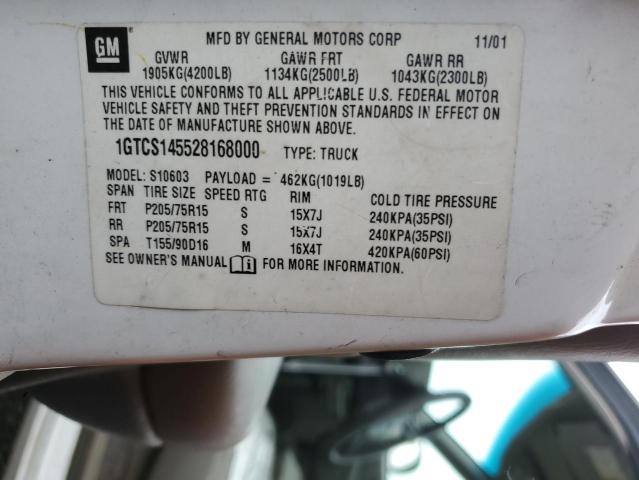 GM
MFD BY GENERAL MOTORS CORP 11/01
GVWR GAWR FRT GAWR RR
1905KG(4200LB) 1134KG(2500LB) 1043KG(2300LB)
THIS VEHICLE CONFORMS TO ALL APPLICABLE U.S. FEDERAL MOTOR
VEHICLE SAFETY AND THEFT PREVENTION STANDARDS IN EFFECT ON
THE DATE OF MANUFACTURE SHOWN ABOVE.
1GTCS145528168000 TYPE: TRUCK
MODEL: S10603 PAYLOAD = 462KG(1019LB)
SPAN TIRE SIZE SPEED RTG RIM COLD TIRE PRESSURE
FRT P205/75R15 S 15X7J 240KPA(35PSI)
RR P205/75R15 S 15X7J 240KPA(35PSI)
SPA T155/90D16 M 16X4T 420KPA(60PSI)
SEE OWNER'S MANUAL FOR MORE INFORMATION.